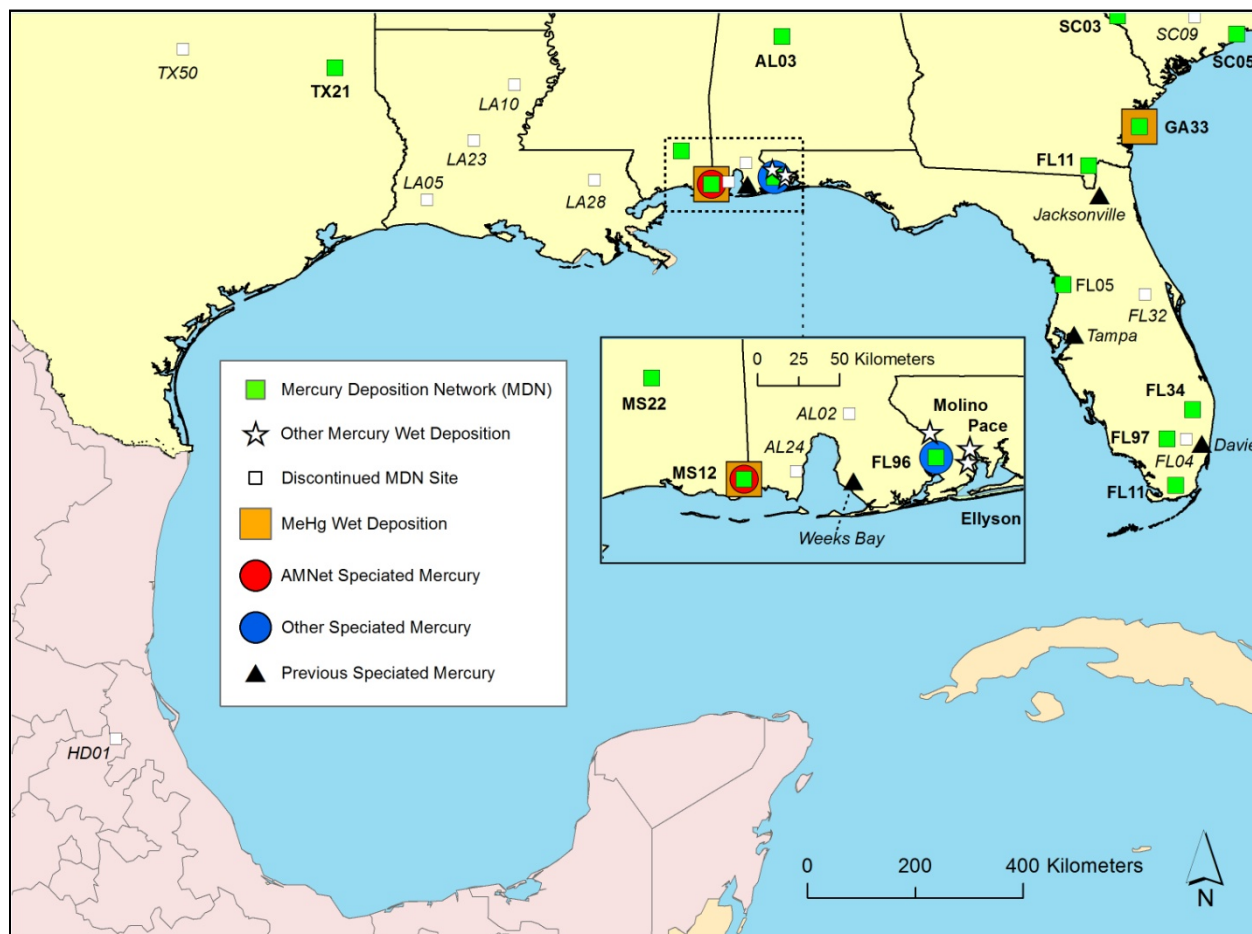 SC03
SC09
SC05
TX50
TX21
AL03
LA10
GA33
LA23
FL11
LA05
LA28
Jacksonville
FL05
FL32
Tampa
Mercury Deposition Network (MDN)
Other Mercury Wet Deposition
Discontinued MDN Site
MeHg Wet Deposition
AMNet Speciated Mercury
Other Speciated Mercury
Previous Speciated Mercury
0 25 50 Kilometers
MS22
AL02
Molino
Pace
AL24
FL96
MS12
Ellyson
Weeks Bay
FL34
FL97
FL04
Davie
FL11
HD01
0 200 400 Kilometers
N